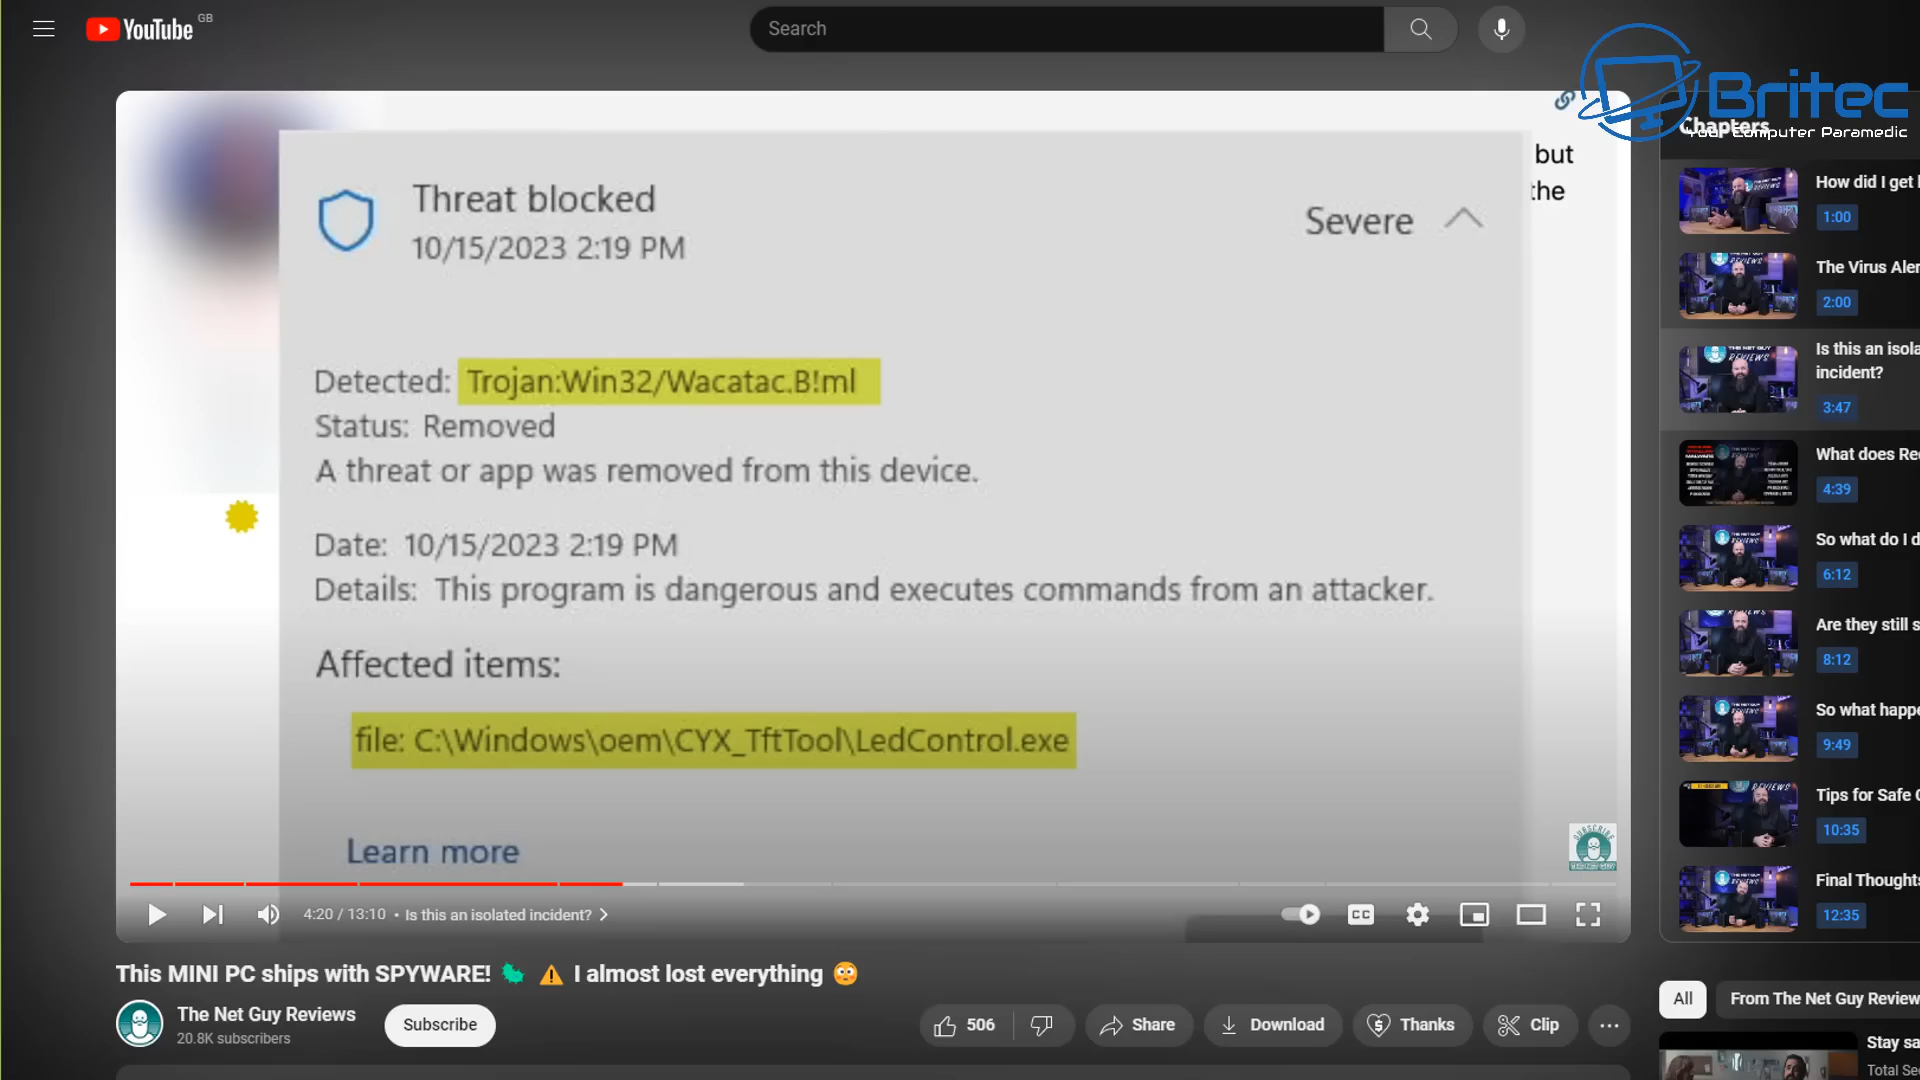 YouTube
GB
Search
Britec
Your Computer Paramedic
Chapters
but
the
Threat blocked
10/15/2023 2:19 PM
Severe
Detected: Trojan:Win32/Wacatac.B!ml
Status: Removed
A threat or app was removed from this device.
Date: 10/15/2023 2:19 PM
Details: This program is dangerous and executes commands from an attacker.
Affected items:
file: C:\Windows\oem\CYX_TftTool\LedControl.exe
Learn more
SUBSCRIBE
4:20 / 13:10 • Is this an isolated incident?
CC
How did I get
1:00
The Virus Aler
2:00
Is this an isola
incident?
3:47
What does Re
4:39
So what do I d
6:12
Are they still s
8:12
So what happe
9:49
Tips for Safe
10:35
Final Thoughts
12:35
This MINI PC ships with SPYWARE! I almost lost everything
The Net Guy Reviews
20.8K subscribers
Subscribe
506
Share
Download
Thanks
Clip
All
From The Net Guy Review
Stay sa
Total Se